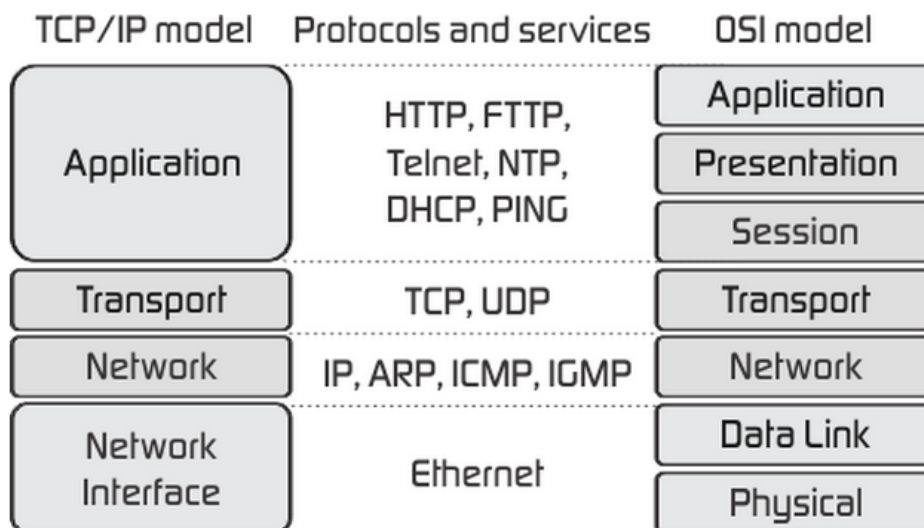 TCP/IP model Protocols and services OSI model
Application
HTTP, FTTP,
Telnet, NTP,
DHCP, PING
Application
Presentation
Session
Transport TCP, UDP Transport
Network IP, ARP, ICMP, IGMP Network
Network
Interface
Ethernet
Data Link
Physical